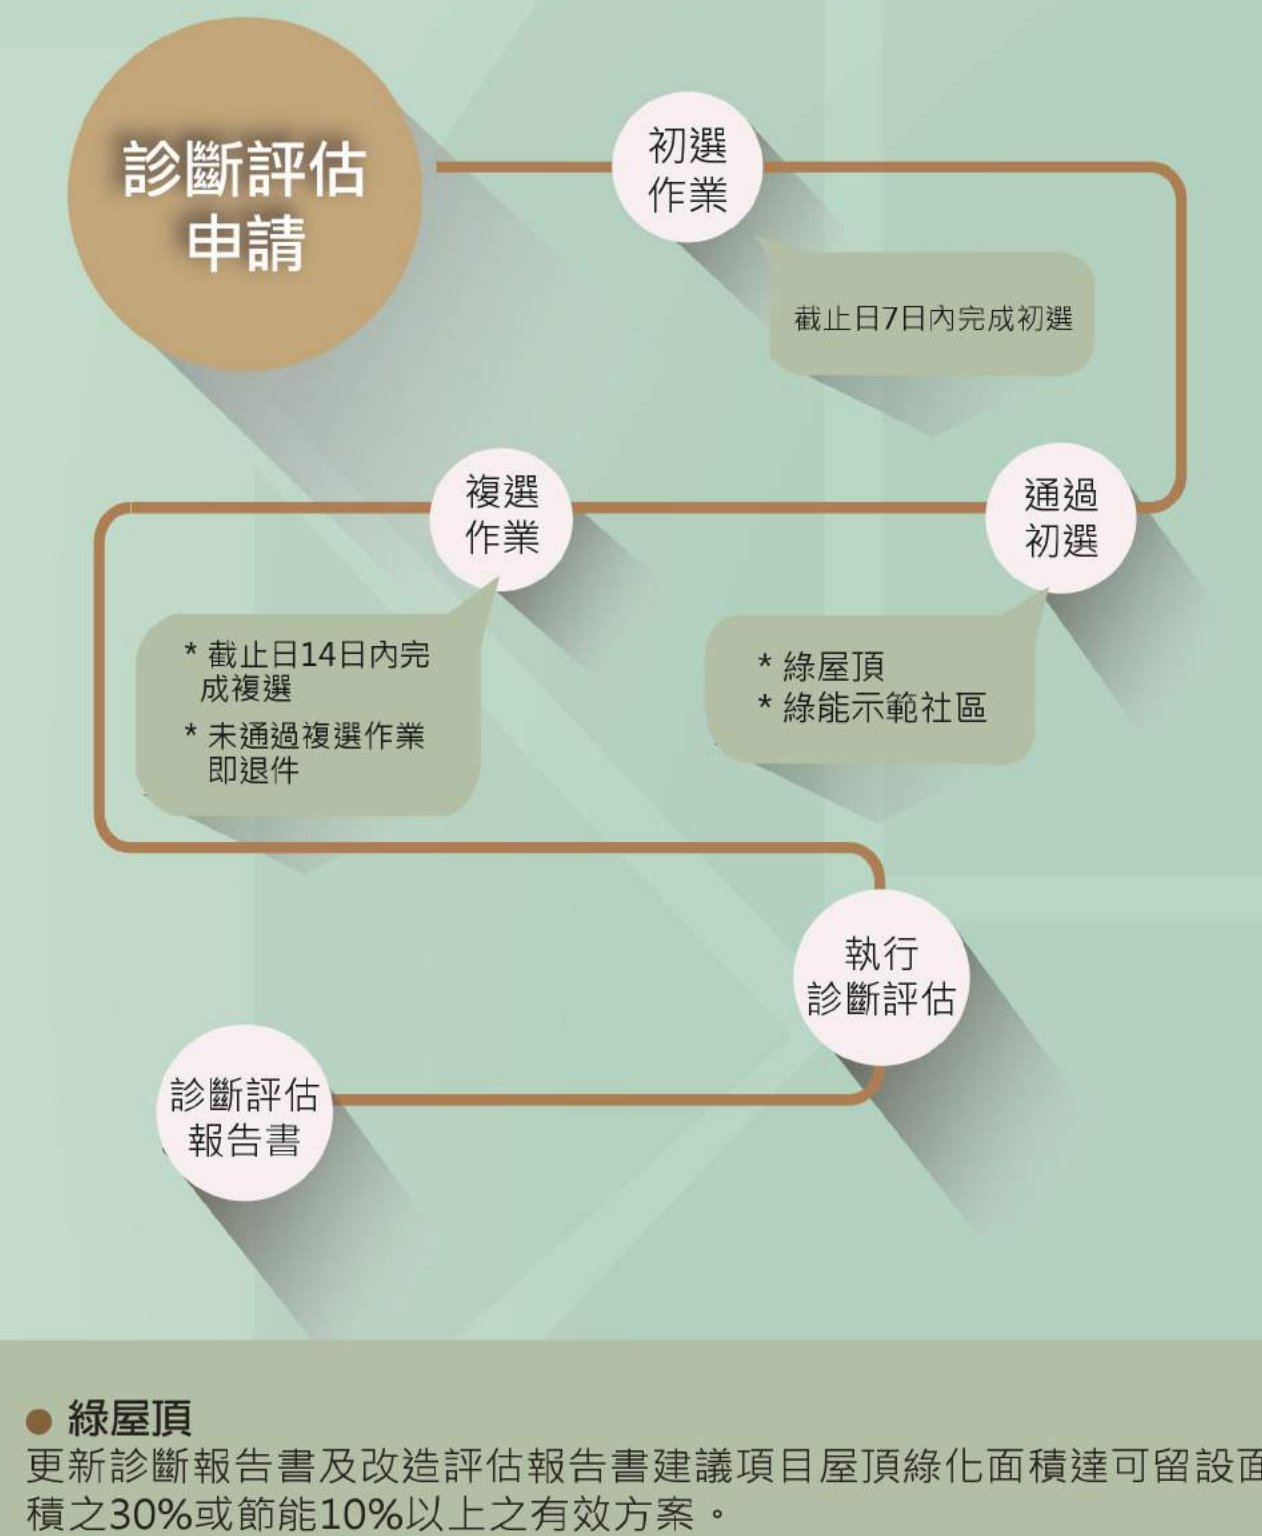 診斷評估
申請
初選
作業
截止日7日內完成初選
通過
初選
* 綠屋頂
* 綠能示範社區
複選
作業
* 截止日14日內完
成複選
* 未通過複選作業
即退件
執行
診斷評估
診斷評估
報告書
● 綠屋頂
更新診斷報告書及改造評估報告書建議項目屋頂綠化面積達可留設面
積之30%或節能10%以上之有效方案。